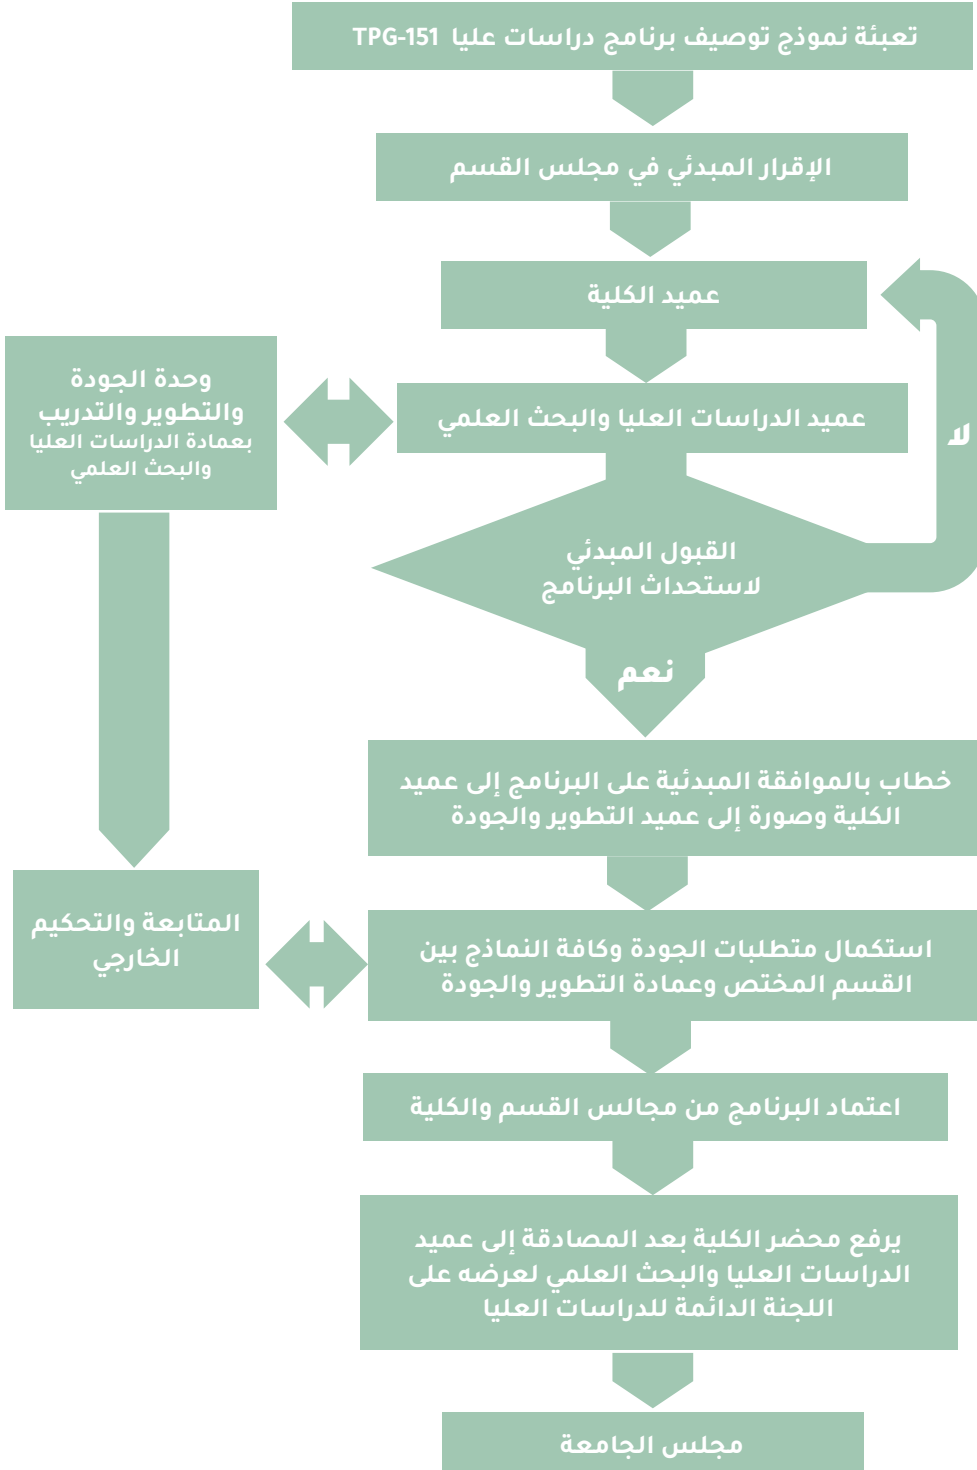 تعبئة نموذج توصيف برنامج دراسات عليا TPG-151
الإقرار المبدئي في مجلس القسم
عميد الكلية
عميد الدراسات العليا والبحث العلمي
وحدة الجودة
والتطوير والتدريب
بعمادة الدراسات العليا
والبحث العلمي
لا
القبول المبدئي
لاستحداث البرنامج
نعم
خطاب بالموافقة المبدئية على البرنامج إلى عميد
الكلية وصورة إلى عميد التطوير والجودة
استكمال متطلبات الجودة وكافة النماذج بين
القسم المختص وعمادة التطوير والجودة
المتابعة والتحكيم
الخارجي
اعتماد البرنامج من مجالس القسم والكلية
يرفع محضر الكلية بعد المصادقة إلى عميد
الدراسات العليا والبحث العلمي لعرضه على
اللجنة الدائمة للدراسات العليا
مجلس الجامعة